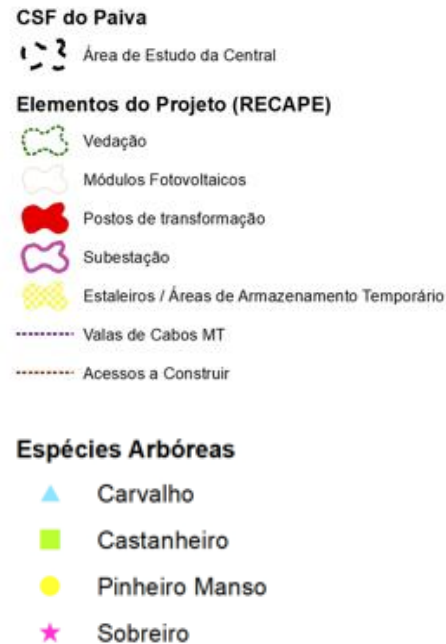 CSF do Paiva
Área de Estudo da Central
Elementos do Projeto (RECAPE)
Vedação
Módulos Fotovoltaicos
Postos de transformação
Subestação
Estaleiros / Áreas de Armazenamento Temporário
Valas de Cabos MT
Acessos a Construir
Espécies Arbóreas
Carvalho
Castanheiro
Pinheiro Manso
Sobreiro